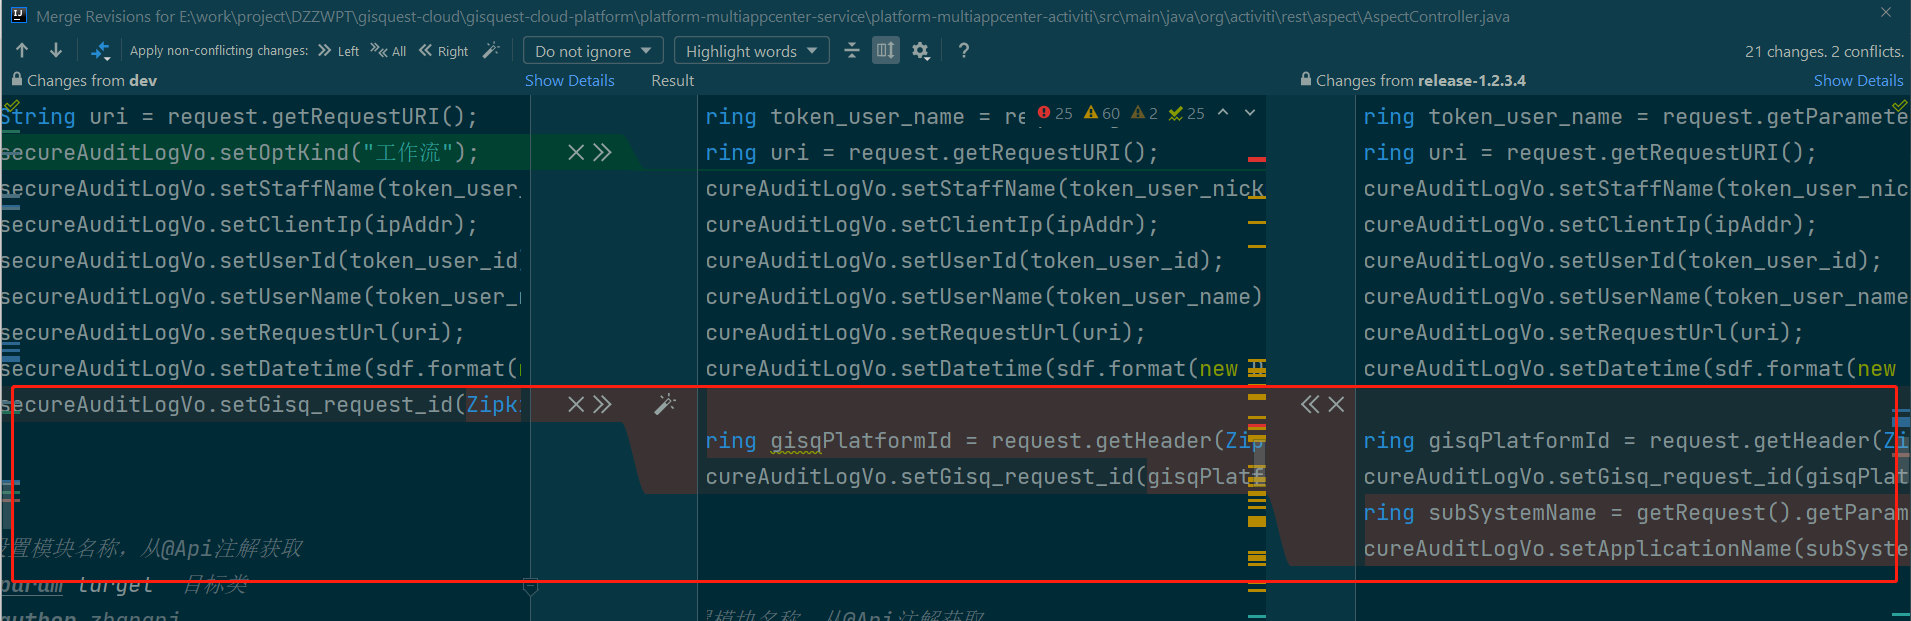 Merge Revisions for E:\work\project\DZZWPT\gisquest-cloud\gisquest-cloud-platform\platform-multiappcenter-service\platform-multiappcenter-activiti\src\main\java\org\activiti\rest\aspect\AspectController.java
Apply non-conflicting changes: Left All Right Do not ignore Highlight words ? 21 changes. 2 conflicts.
Changes from dev Show Details Result Changes from release-1.2.3.4 Show Details
25 60 2 25
String uri = request.getRequestURI();
secureAuditLogVo.setOptKind("工作流");
secureAuditLogVo.setStaffName(token_user_
secureAuditLogVo.setClientIp(ipAddr);
secureAuditLogVo.setUserId(token_user_id)
secureAuditLogVo.setUserName(token_user_
secureAuditLogVo.setRequestUrl(uri);
secureAuditLogVo.setDatetime(sdf.format(
secureAuditLogVo.setGisq_request_id(Zipk
设置模块名称，从@Api注解获取
param target 目标类
ring token_user_name = re
ring uri = request.getRequestURI();
cureAuditLogVo.setStaffName(token_user_nick
cureAuditLogVo.setClientIp(ipAddr);
cureAuditLogVo.setUserId(token_user_id);
cureAuditLogVo.setUserName(token_user_name)
cureAuditLogVo.setRequestUrl(uri);
cureAuditLogVo.setDatetime(sdf.format(new
ring gisqPlatformId = request.getHeader(Zip
cureAuditLogVo.setGisq_request_id(gisqPlatf
模块名称，从@Api注解获取
ring token_user_name = request.getParamete
ring uri = request.getRequestURI();
cureAuditLogVo.setStaffName(token_user_nic
cureAuditLogVo.setClientIp(ipAddr);
cureAuditLogVo.setUserId(token_user_id);
cureAuditLogVo.setUserName(token_user_name
cureAuditLogVo.setRequestUrl(uri);
cureAuditLogVo.setDatetime(sdf.format(new
ring gisqPlatformId = request.getHeader(Zi
cureAuditLogVo.setGisq_request_id(gisqPlat
ring subSystemName = getRequest().getParam
cureAuditLogVo.setApplicationName(subSyste